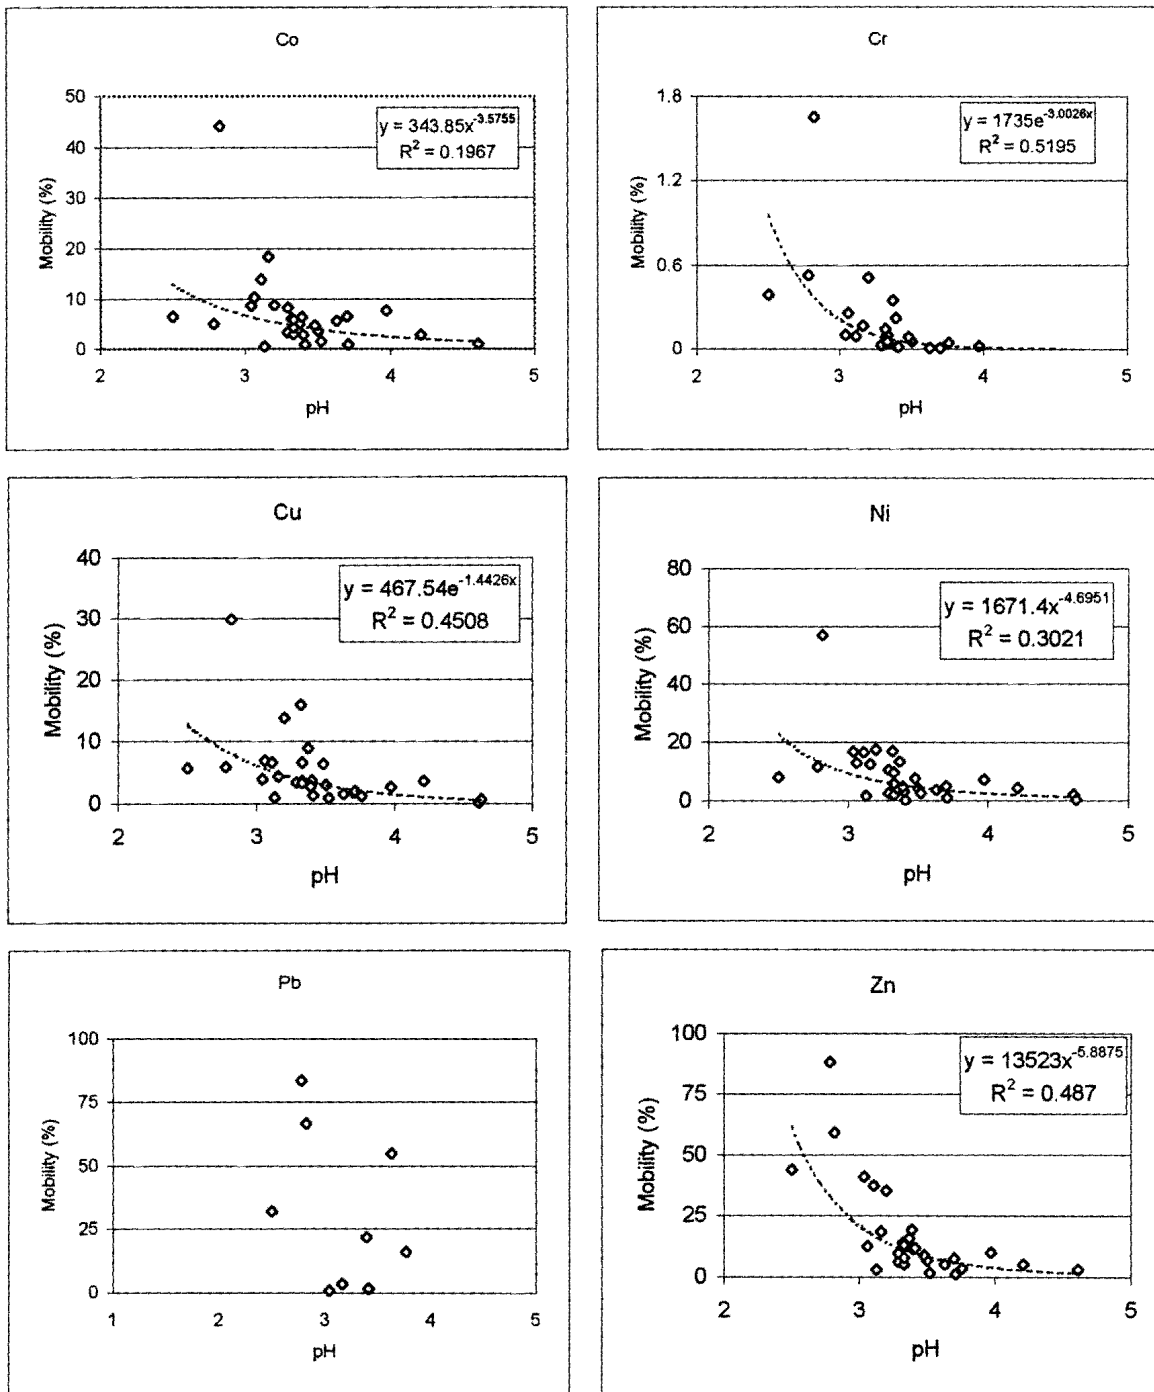 Co
50
40
30
20
10
0
2 3 4 5
Mobility (%)
pH
y = 343.85x^-3.5755
R² = 0.1967
Cr
1.8
1.2
0.6
0
2 3 4 5
Mobility (%)
pH
y = 1735e^-3.0026x
R² = 0.5195
Cu
40
30
20
10
0
2 3 4 5
Mobility (%)
pH
y = 467.54e^-1.4426x
R² = 0.4508
Ni
80
60
40
20
0
2 3 4 5
Mobility (%)
pH
y = 1671.4x^-4.6951
R² = 0.3021
Pb
100
75
50
25
0
1 2 3 4 5
Mobility (%)
pH
Zn
100
75
50
25
0
2 3 4 5
Mobility (%)
pH
y = 13523x^-5.8875
R² = 0.487